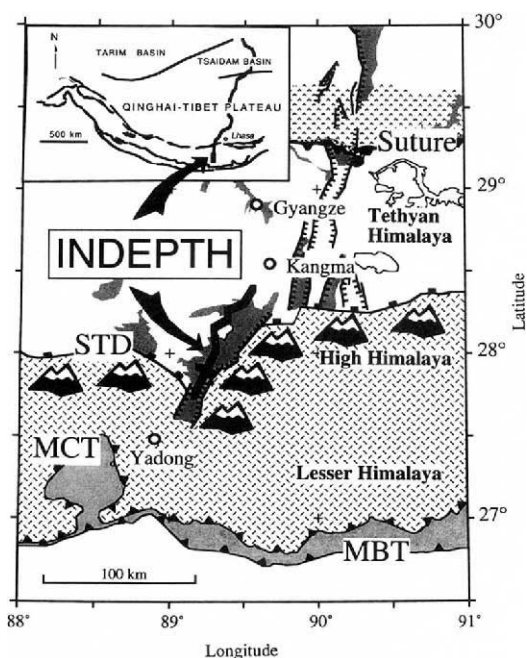 30°
N
TARIM BASIN
TSAIDAM BASIN
QINGHAI-TIBET PLATEAU
500 km
Lhasa
Suture
29°
Gyangze
Tethyan
Himalaya
INDEPTH
Kangma
Latitude
STD
High Himalaya
28°
MCT
Yadong
Lesser Himalaya
27°
MBT
100 km
88°
89°
90°
91°
Longitude